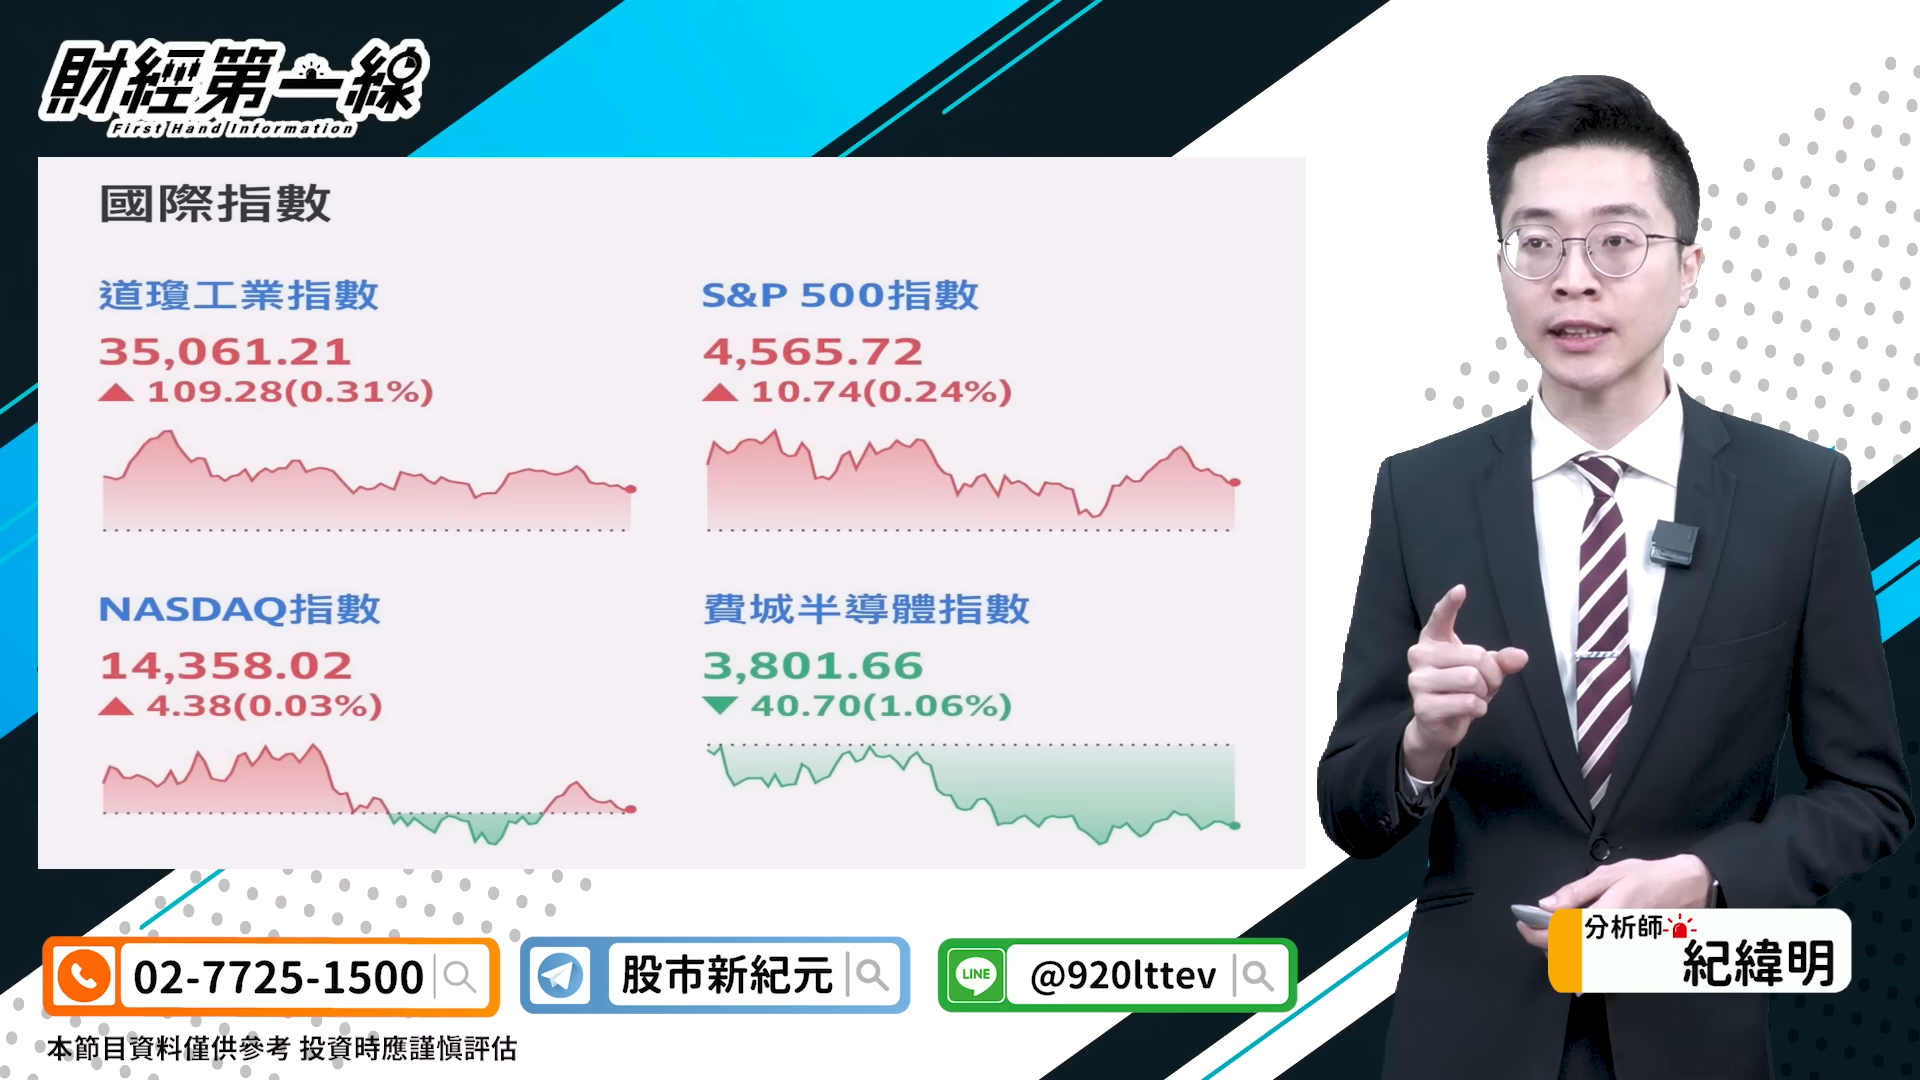 財經第一線
First Hand Information
國際指數
道瓊工業指數
35,061.21
▲ 109.28(0.31%)
S&P 500指數
4,565.72
▲ 10.74(0.24%)
NASDAQ指數
14,358.02
▲ 4.38(0.03%)
費城半導體指數
3,801.66
▼ 40.70(1.06%)
02-7725-1500
股市新紀元
LINE
@920lttev
分析師
紀緯明
本節目資料僅供參考 投資時應謹慎評估